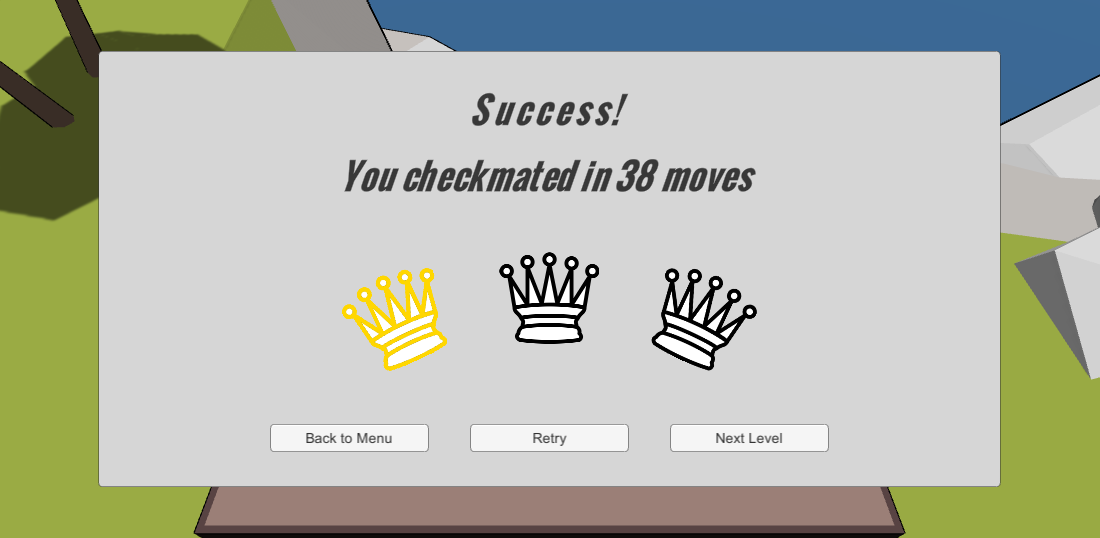 Success!
You checkmated in 38 moves
Back to Menu
Retry
Next Level